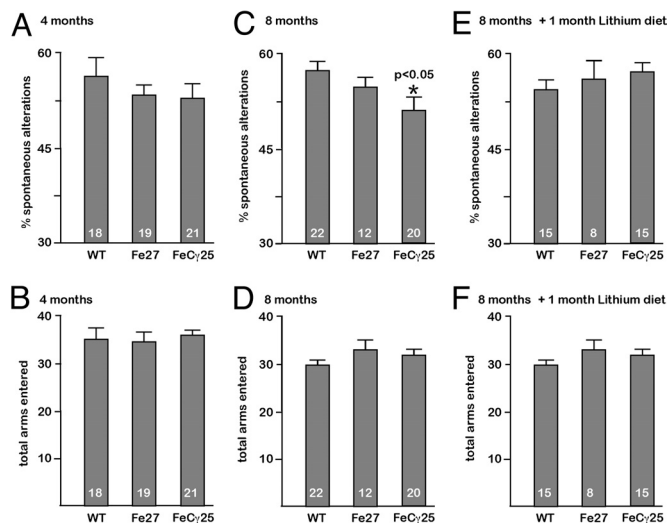 A 4 months
60
45
30
% spontaneous alterations
18 19 21
WT Fe27 FeCγ25
C 8 months
60
45
30
% spontaneous alterations
p<0.05
*
22 12 20
WT Fe27 FeCγ25
E 8 months + 1 month Lithium diet
60
45
30
% spontaneous alterations
15 8 15
WT Fe27 FeCγ25
B 4 months
40
30
20
10
total arms entered
18 19 21
WT Fe27 FeCγ25
D 8 months
40
30
20
10
total arms entered
22 12 20
WT Fe27 FeCγ25
F 8 months + 1 month Lithium diet
40
30
20
10
total arms entered
15 8 15
WT Fe27 FeCγ25